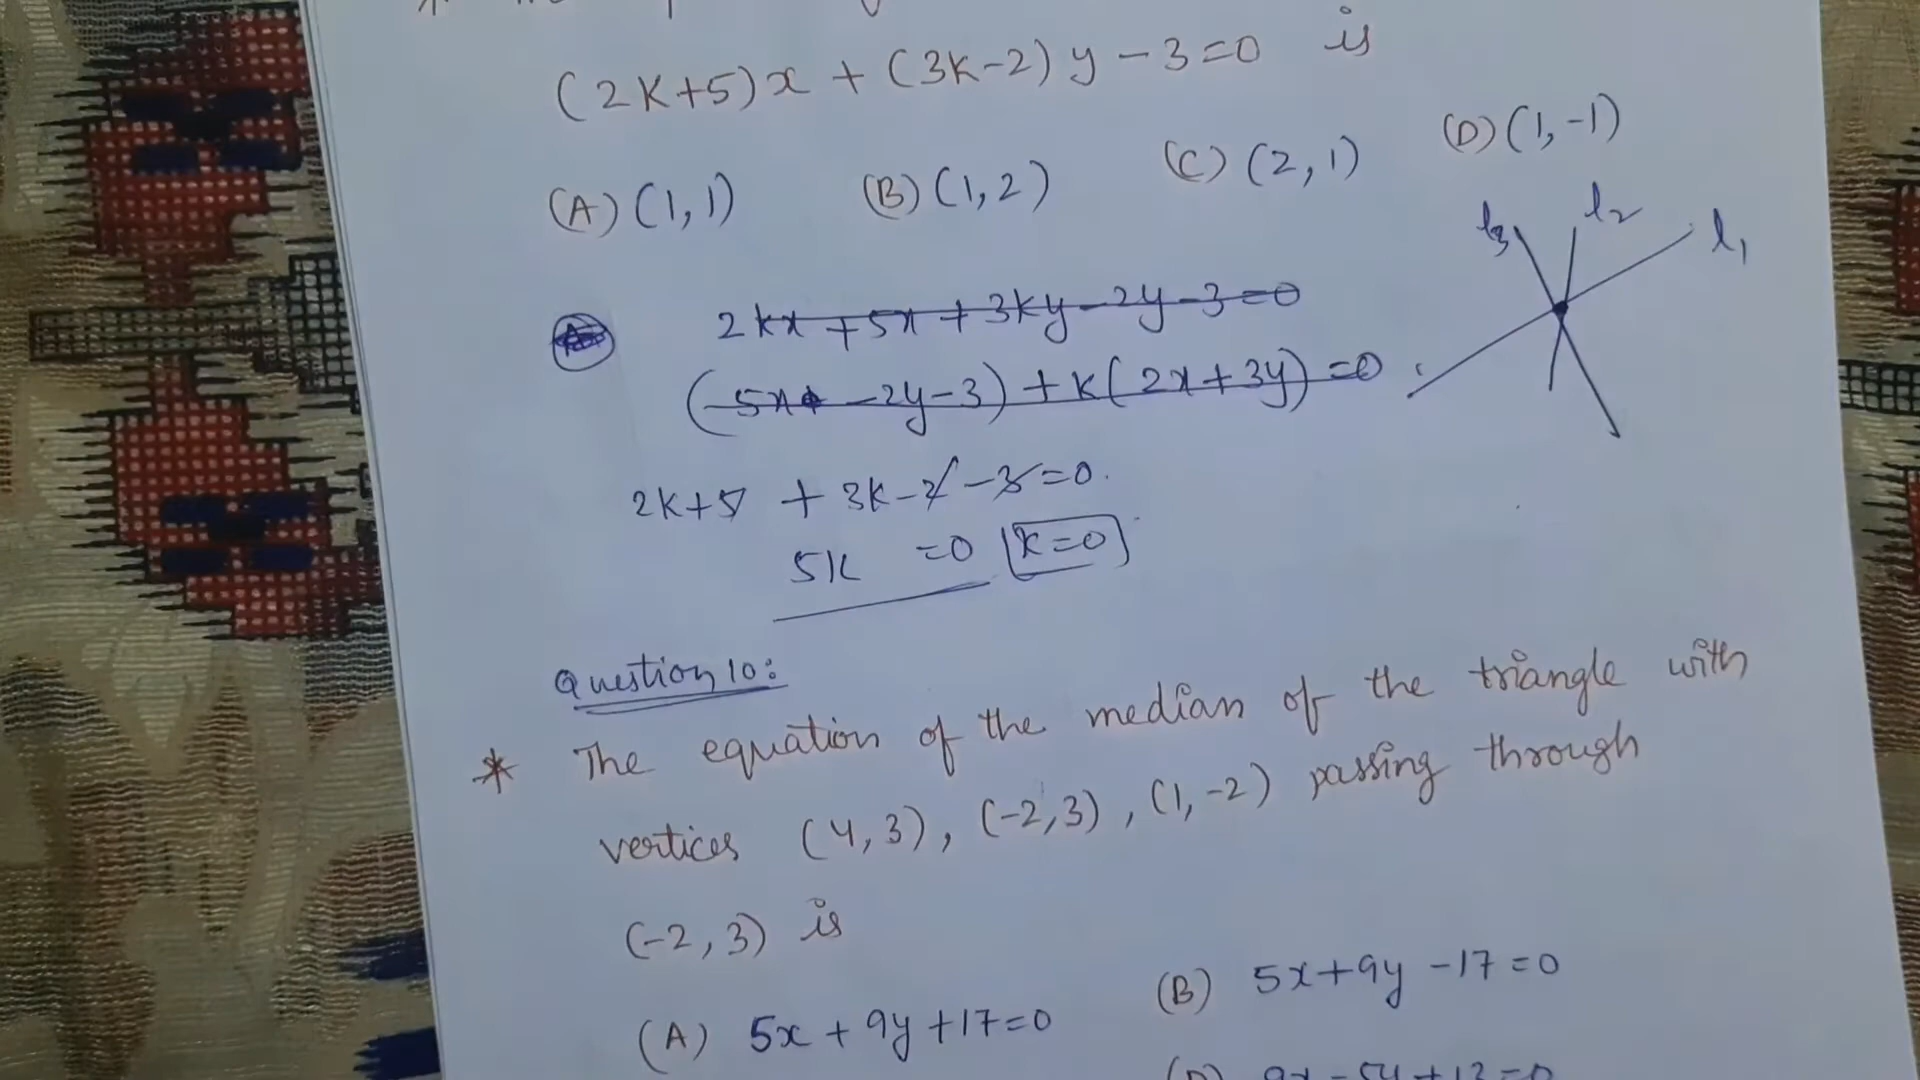 (2K+5)x + (3K-2)y - 3=0 is
(A) (1,1) (B) (1,2) (C) (2,1) (D) (1,-1)
l3 l2 l1
2kx + 5x + 3ky - 2y - 3 = 0
(5x - 2y - 3) + k(2x + 3y) = 0
2k+5 + 3k-2 - 3=0.
5k = 0 k=0
Question 10:
* The equation of the median of the triangle with
vertices (4,3), (-2,3), (1,-2) passing through
(-2,3) is
(A) 5x + 9y +17=0 (B) 5x+9y -17=0